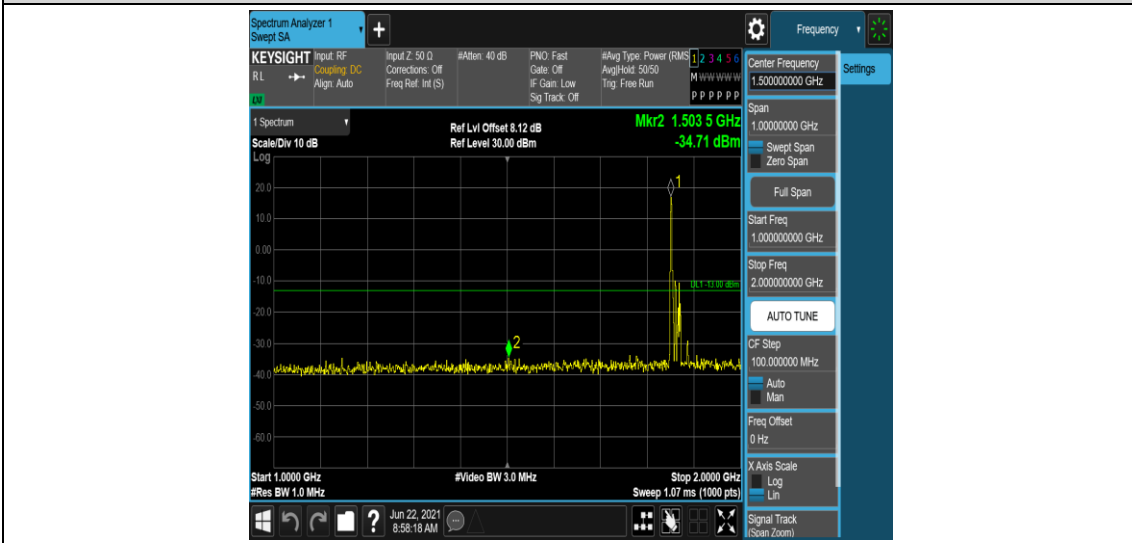 Spectrum Analyzer 1
Swept SA
+
Frequency
KEYSIGHT
RL
LXI
Input: RF
Coupling: DC
Align: Auto
Input Z: 50 Ω
Corrections: Off
Freq Ref: Int (S)
#Atten: 40 dB
PNO: Fast
Gate: Off
IF Gain: Low
Sig Track: Off
#Avg Type: Power (RMS
Avg|Hold: 50/50
Trig: Free Run
1 2 3 4 5 6
M W W W W W
P P P P P P
Center Frequency
1.500000000 GHz
Settings
Span
1.00000000 GHz
Swept Span
Zero Span
Full Span
Start Freq
1.000000000 GHz
Stop Freq
2.000000000 GHz
AUTO TUNE
CF Step
100.000000 MHz
Auto
Man
Freq Offset
0 Hz
X Axis Scale
Log
Lin
Signal Track
(Span Zoom)
1 Spectrum
Scale/Div 10 dB
Log
Ref Lvl Offset 8.12 dB
Ref Level 30.00 dBm
Mkr2 1.503 5 GHz
-34.71 dBm
20.0
10.0
0.00
-10.0
-20.0
-30.0
-40.0
-50.0
-60.0
1
DL1 -13.00 dBm
2
Start 1.0000 GHz
#Res BW 1.0 MHz
#Video BW 3.0 MHz
Stop 2.0000 GHz
Sweep 1.07 ms (1000 pts)
?
Jun 22, 2021
8:58:18 AM